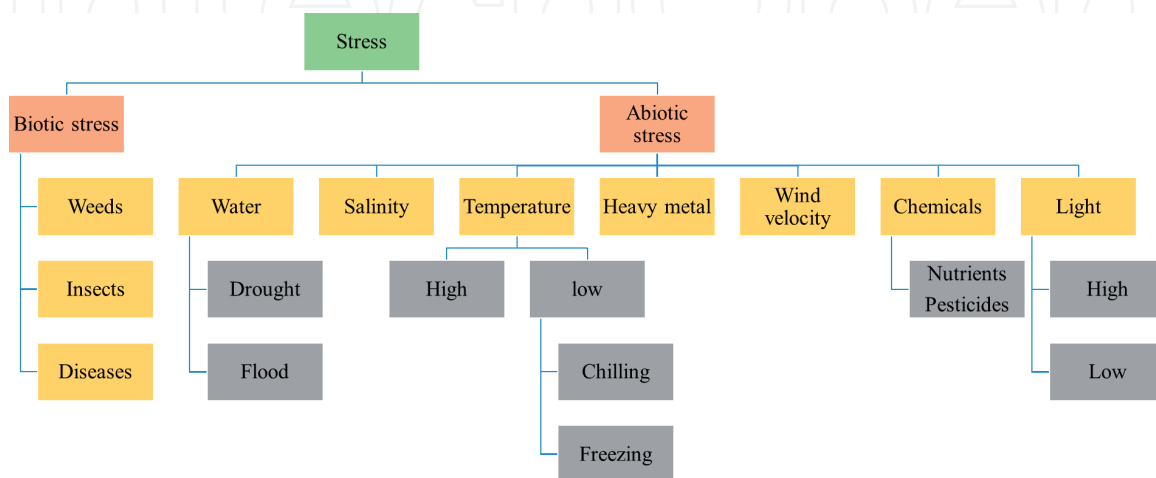 Stress
Biotic stress
Abiotic
stress
Weeds
Water
Salinity
Temperature
Heavy metal
Wind
velocity
Chemicals
Light
Insects
Drought
High
low
Nutrients
Pesticides
High
Diseases
Flood
Chilling
Low
Freezing